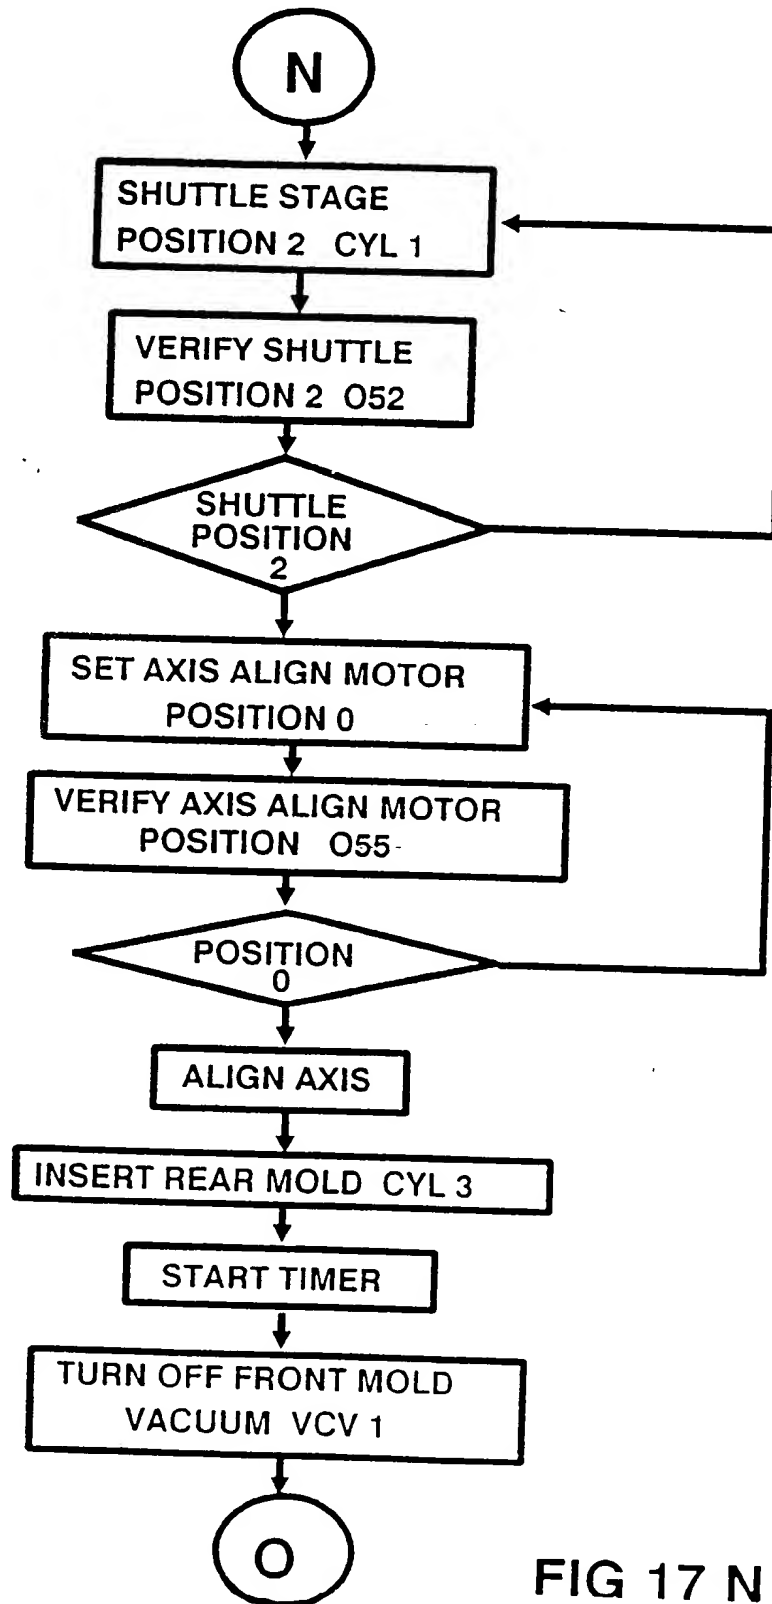 N
SHUTTLE STAGE
POSITION 2 CYL 1
VERIFY SHUTTLE
POSITION 2 O52
SHUTTLE
POSITION
2
SET AXIS ALIGN MOTOR
POSITION 0
VERIFY AXIS ALIGN MOTOR
POSITION O55
POSITION
0
ALIGN AXIS
INSERT REAR MOLD CYL 3
START TIMER
TURN OFF FRONT MOLD
VACUUM VCV 1
O
FIG 17 N